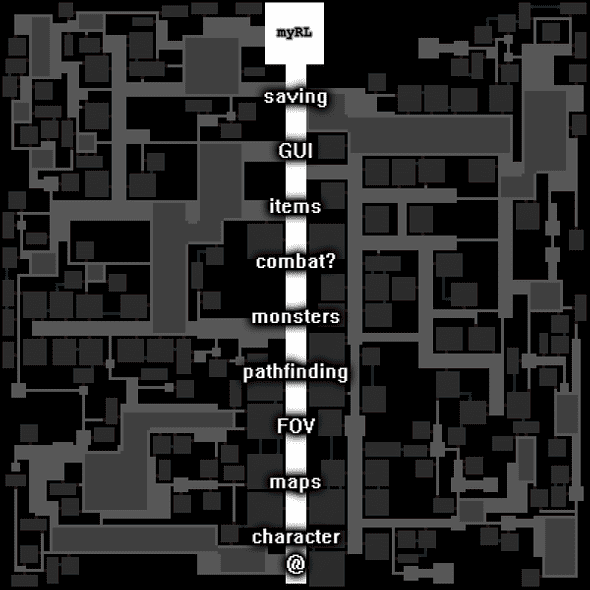 myRL
saving
GUI
items
combat?
monsters
pathfinding
FOV
maps
character
@